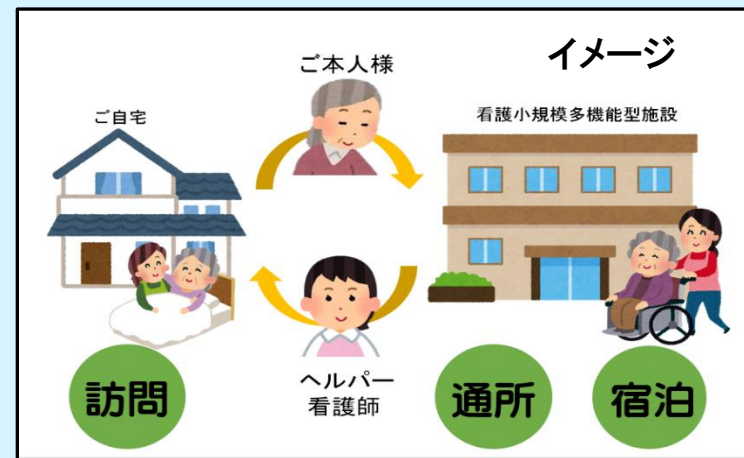 イメージ
ご本人様
ご自宅
看護小規模多機能型施設
ヘルパー
看護師
訪問
通所
宿泊